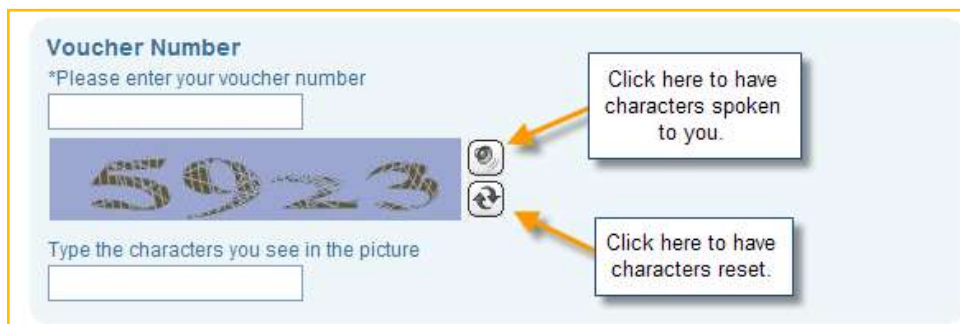 Voucher Number
*Please enter your voucher number
Click here to have
characters spoken
to you.
5923
Type the characters you see in the picture
Click here to have
characters reset.